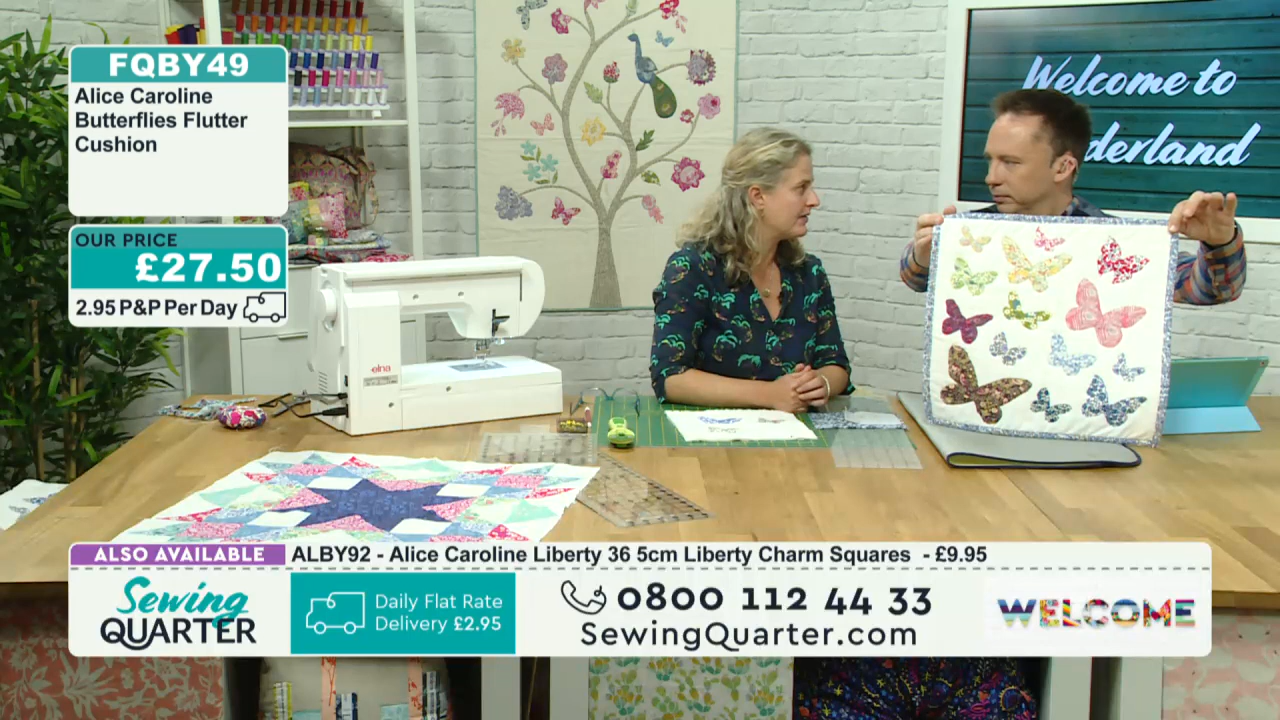 FQBY49
Alice Caroline
Butterflies Flutter
Cushion
OUR PRICE
£27.50
2.95 P&P Per Day
Welcome to
derland
elna
ALSO AVAILABLE
ALBY92 - Alice Caroline Liberty 36 5cm Liberty Charm Squares - £9.95
Sewing
QUARTER
Daily Flat Rate
Delivery £2.95
0800 112 44 33
SewingQuarter.com
WELCOME